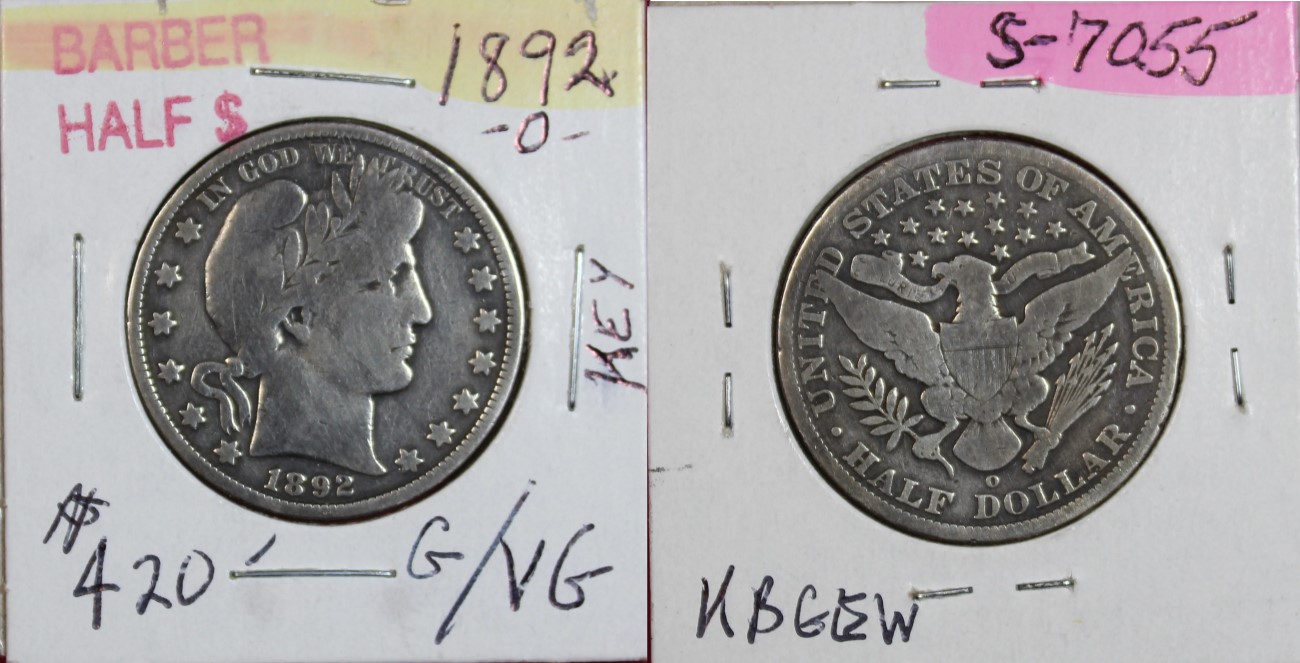 BARBER
HALF $
1892
-O-
IN GOD WE TRUST
KEY
1892
$420
G/VG
S-7055
UNITED STATES OF AMERICA
HALF DOLLAR
O
KBGEW